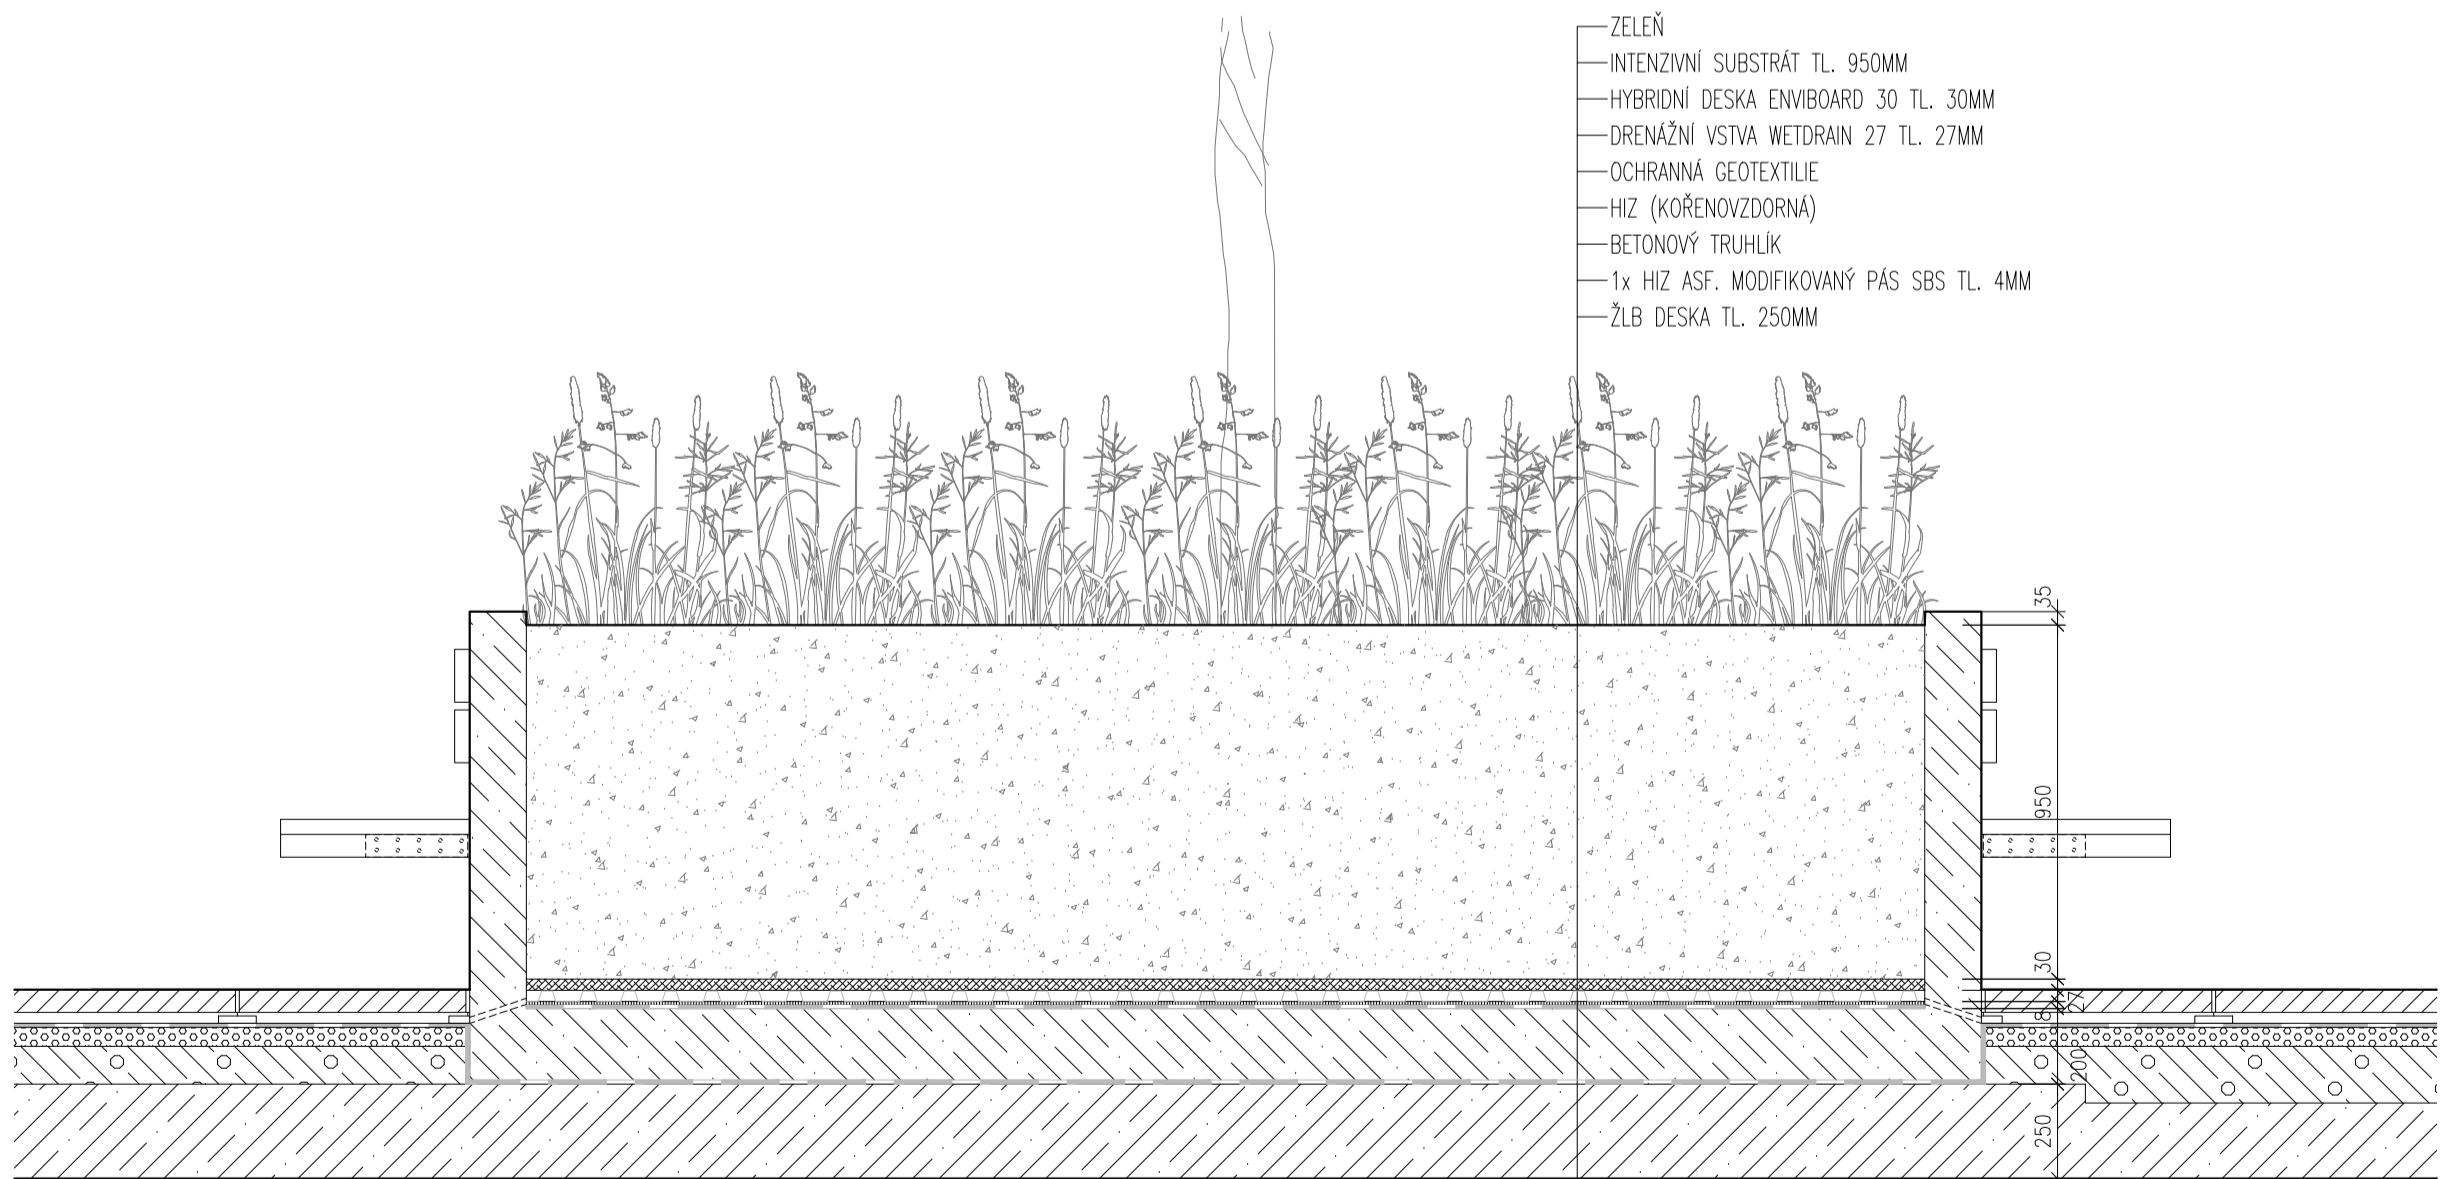 ZELEŇ
INTENZIVNÍ SUBSTRÁT TL. 950MM
HYBRIDNÍ DESKA ENVIBOARD 30 TL. 30MM
DRENÁŽNÍ VSTVA WETDRAIN 27 TL. 27MM
OCHRANNÁ GEOTEXTILIE
HIZ (KOŘENOVZDORNÁ)
BETONOVÝ TRUHLÍK
1x HIZ ASF. MODIFIKOVANÝ PÁS SBS TL. 4MM
ŽLB DESKA TL. 250MM
35
950
30
27
8
200
250